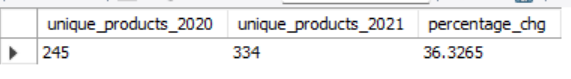 unique_products_2020 unique_products_2021 percentage_chg
245 334 36.3265